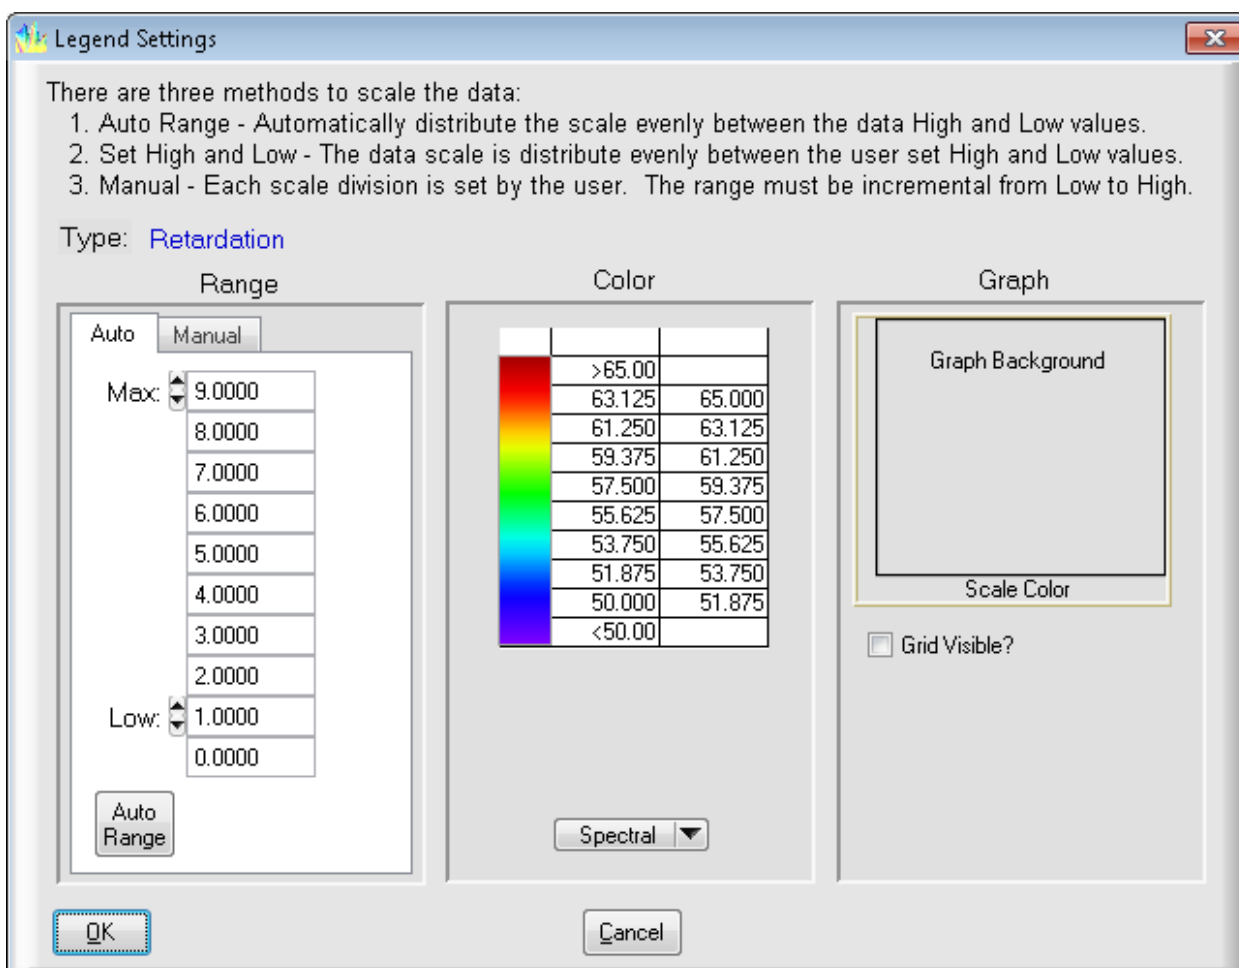 Legend Settings
There are three methods to scale the data:
1. Auto Range - Automatically distribute the scale evenly between the data High and Low values.
2. Set High and Low - The data scale is distribute evenly between the user set High and Low values.
3. Manual - Each scale division is set by the user.  The range must be incremental from Low to High.
Type: Retardation
Range
Auto Manual
Max: 9.0000
8.0000
7.0000
6.0000
5.0000
4.0000
3.0000
2.0000
Low: 1.0000
0.0000
Auto
Range
Color
>65.00
63.125 65.000
61.250 63.125
59.375 61.250
57.500 59.375
55.625 57.500
53.750 55.625
51.875 53.750
50.000 51.875
<50.00
Spectral
Graph
Graph Background
Scale Color
Grid Visible?
OK
Cancel